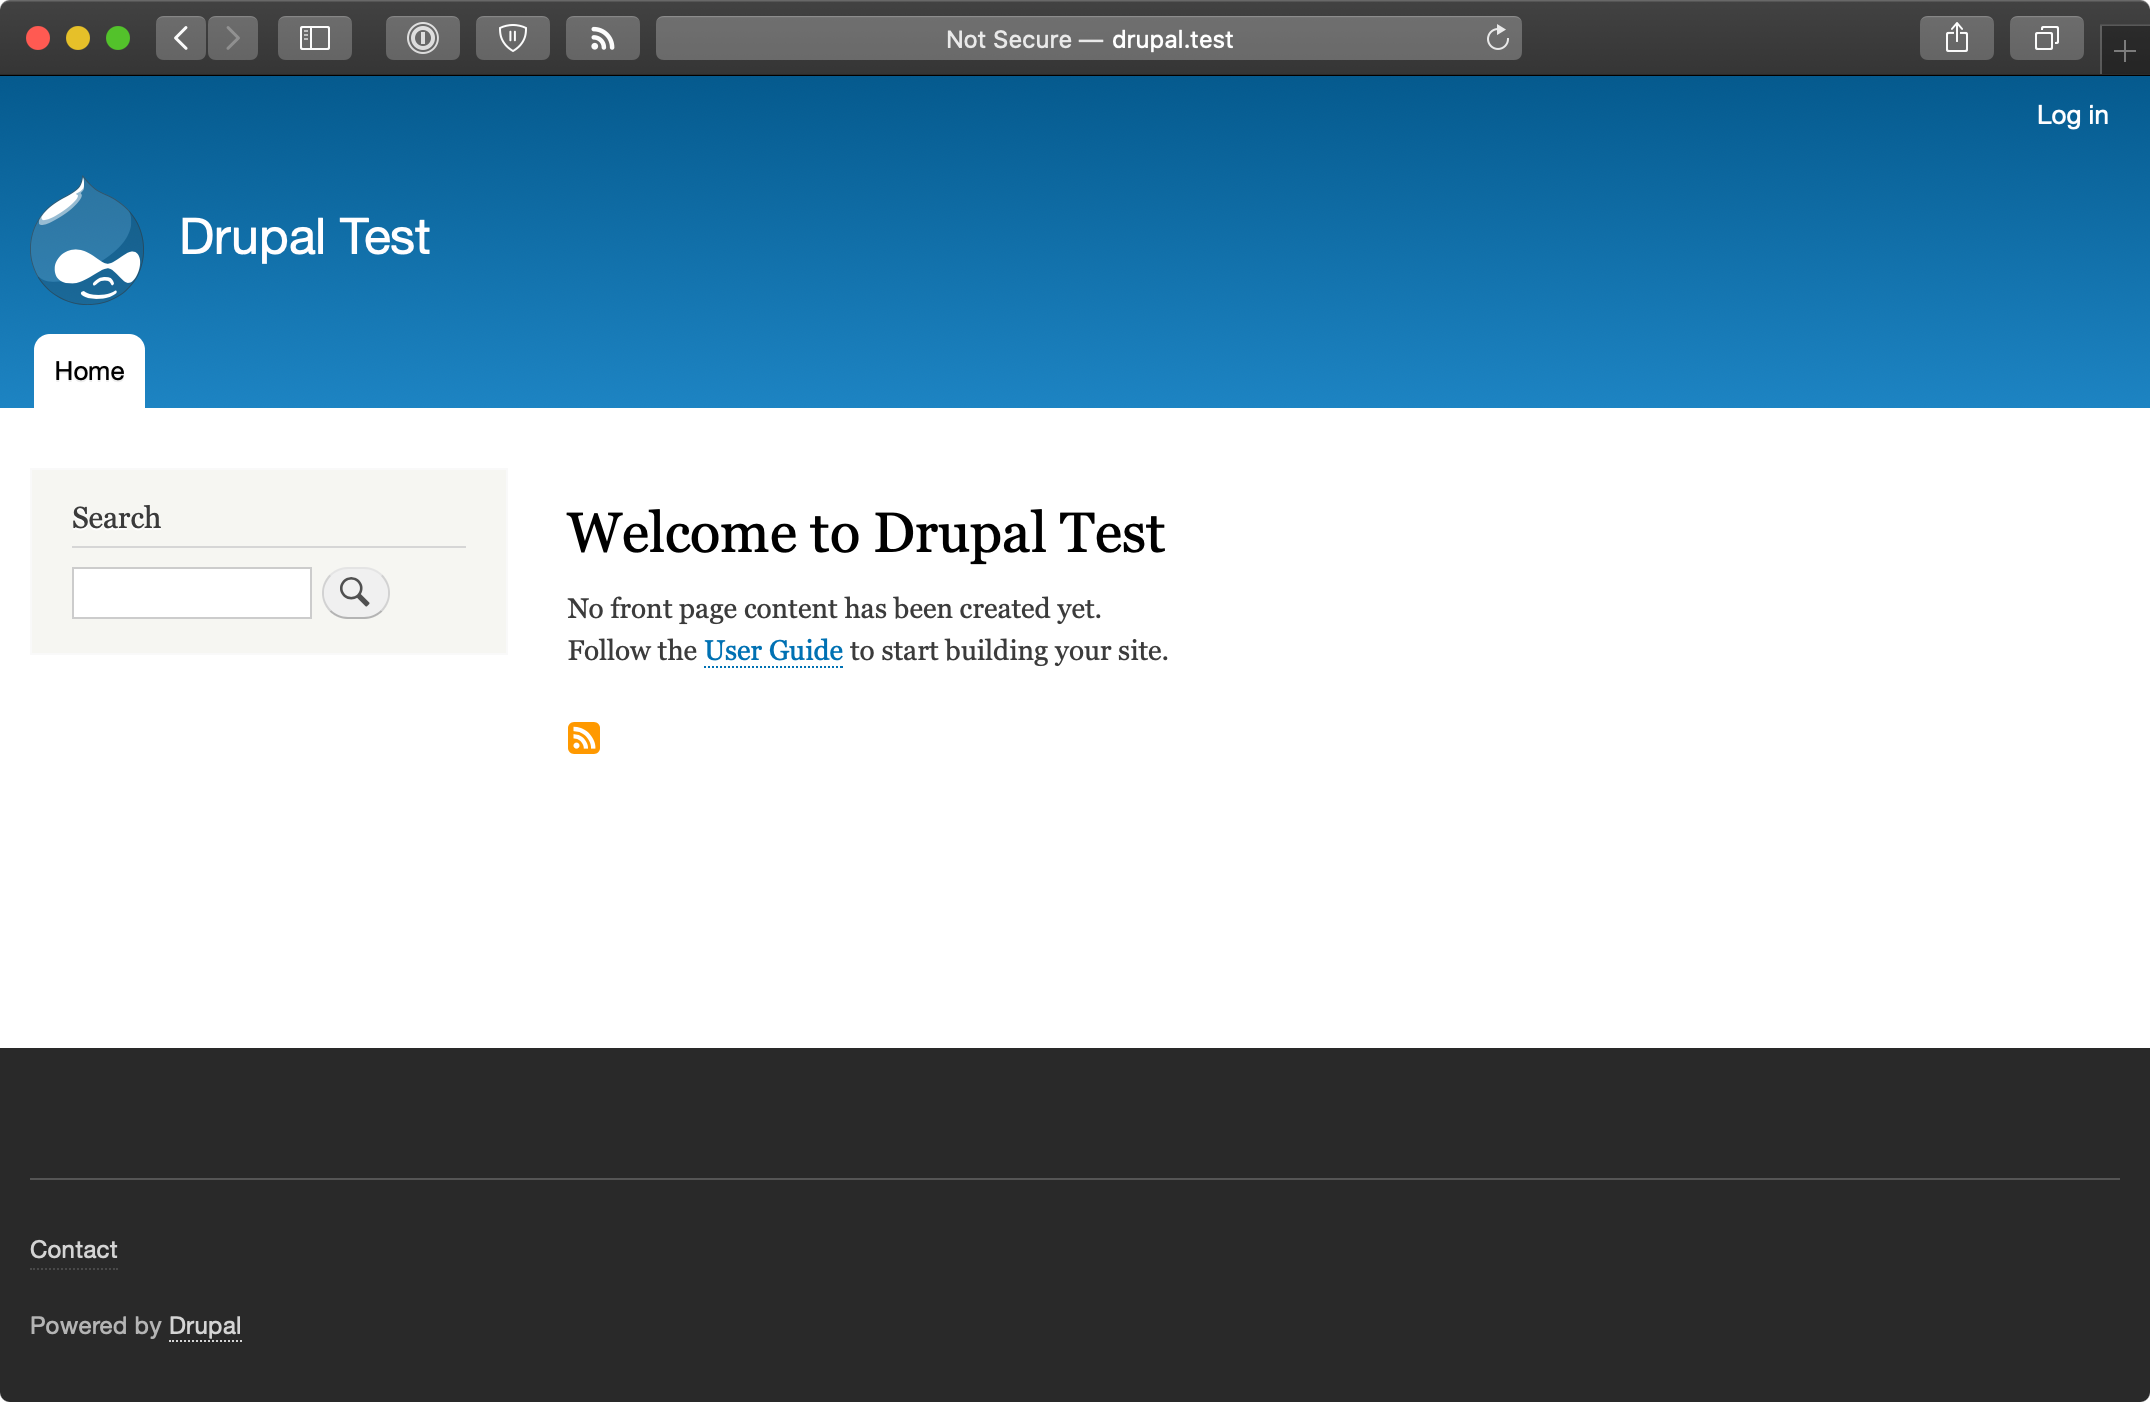 Not Secure — drupal.test
Log in
Drupal Test
Home
Search
Welcome to Drupal Test
No front page content has been created yet.
Follow the User Guide to start building your site.
Contact
Powered by Drupal